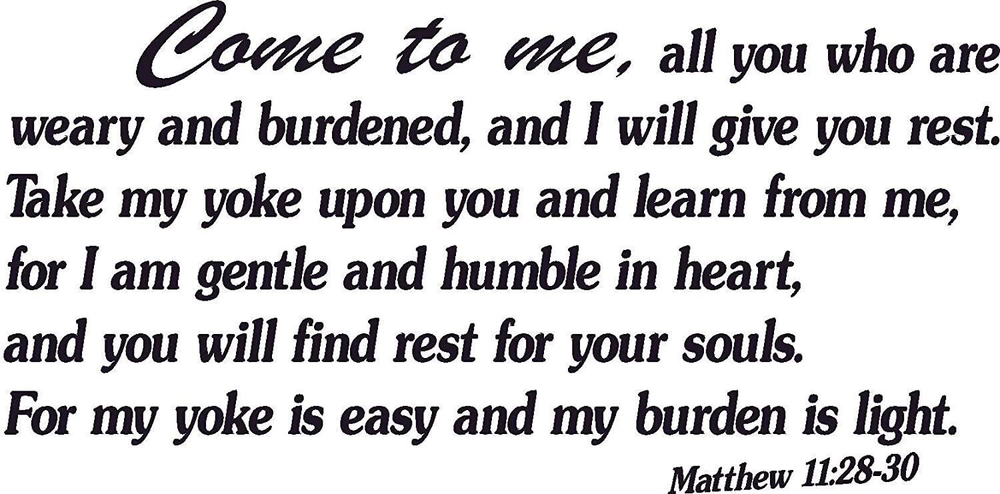 Come to me, all you who are
weary and burdened, and I will give you rest.
Take my yoke upon you and learn from me,
for I am gentle and humble in heart,
and you will find rest for your souls.
For my yoke is easy and my burden is light.
Matthew 11:28-30